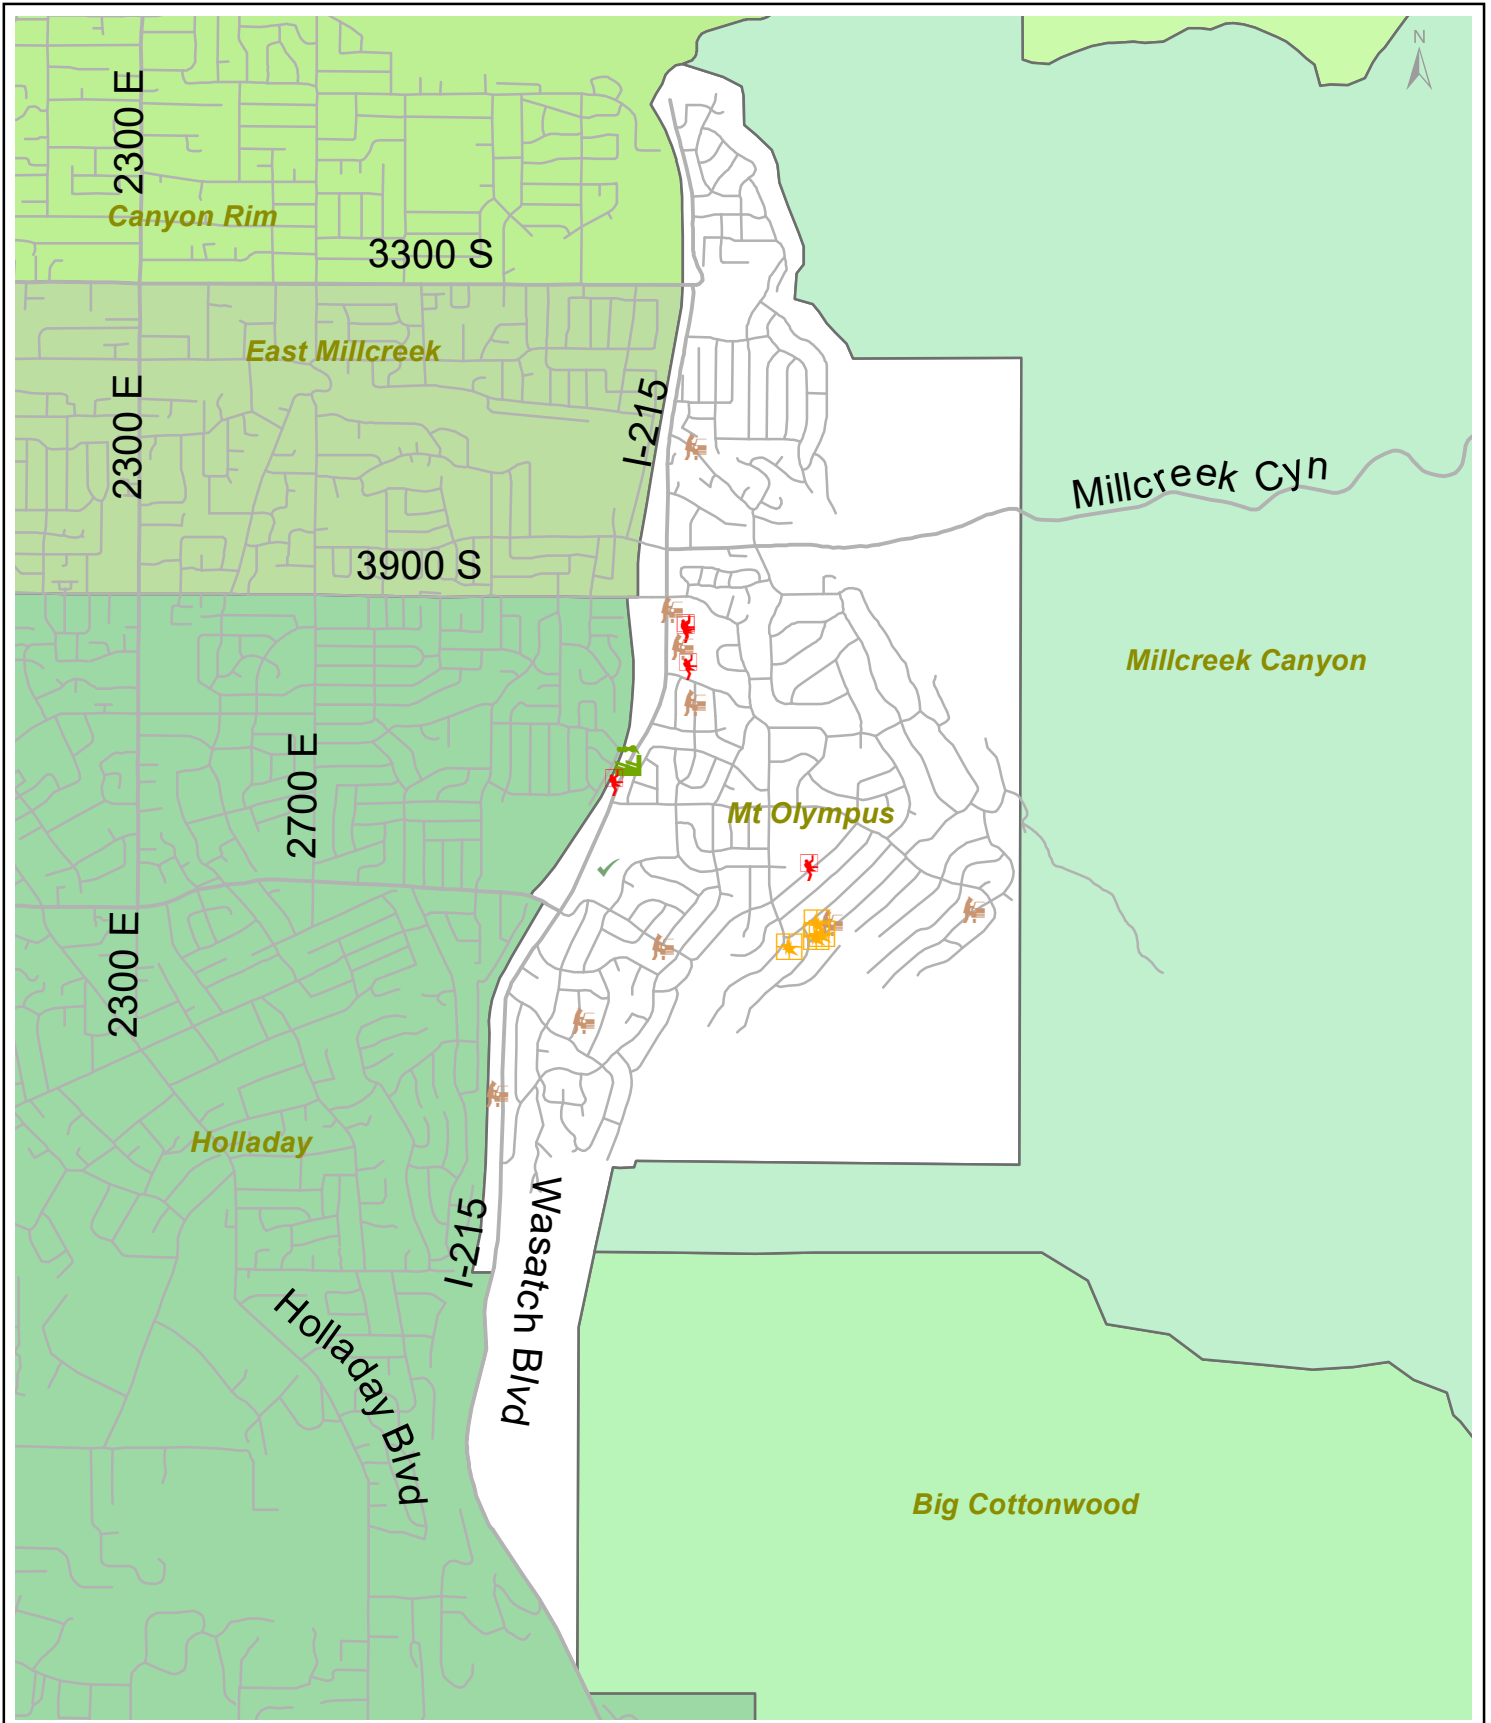 N
2300 E
Canyon Rim
3300 S
East Millcreek
2300 E
I-215
Millcreek Cyn
3900 S
Millcreek Canyon
2700 E
Mt Olympus
2300 E
Holladay
I-215
Wasatch Blvd
Holladay Blvd
Big Cottonwood